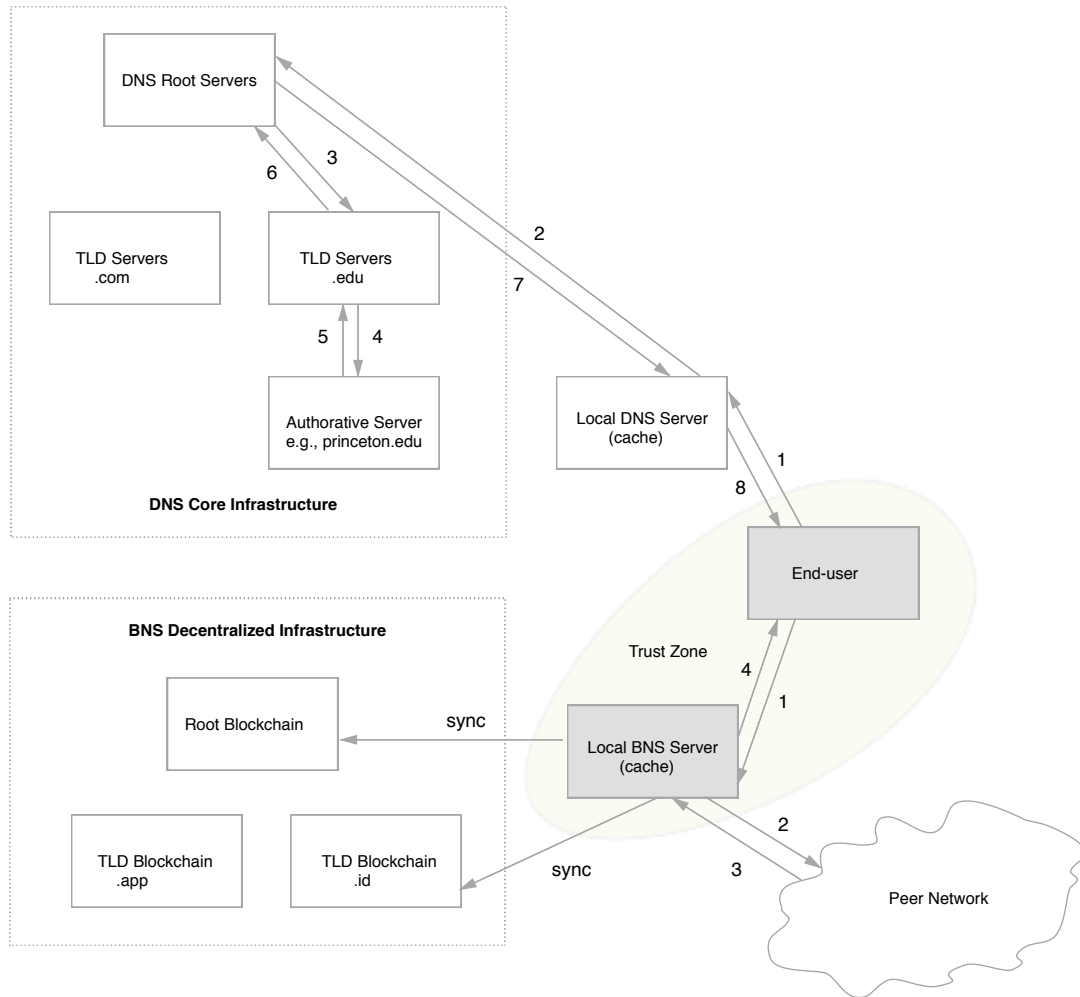 DNS Root Servers
3
6
2
7
TLD Servers
.com
TLD Servers
.edu
5
4
Authorative Server
e.g., princeton.edu
DNS Core Infrastructure
Local DNS Server
(cache)
1
8
End-user
Trust Zone
4
1
BNS Decentralized Infrastructure
Root Blockchain
sync
Local BNS Server
(cache)
TLD Blockchain
.app
TLD Blockchain
.id
sync
2
3
Peer Network